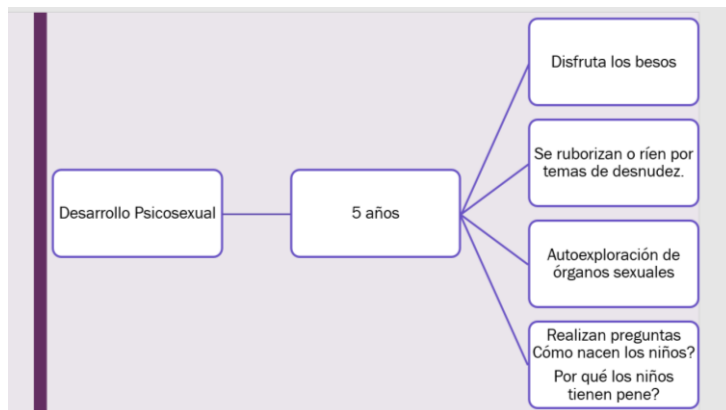 Desarrollo Psicosexual
5 años
Disfruta los besos
Se ruborizan o ríen por
temas de desnudez.
Autoexploración de
órganos sexuales
Realizan preguntas
Cómo nacen los niños?
Por qué los niños
tienen pene?